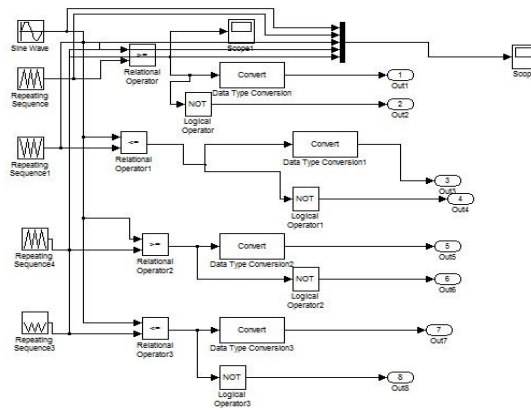 Sine Wave
Scope1
Scop
>=
Relational
Operator
Repeating
Sequence
Convert
Data Type Conversion
1
Out1
NOT
Logical
Operator
2
Out2
Repeating
Sequence1
<=
Relational
Operator1
Convert
Data Type Conversion1
3
Out3
NOT
Logical
Operator1
4
Out4
Repeating
Sequence4
>=
Relational
Operator2
Convert
Data Type Conversion2
5
Out5
NOT
Logical
Operator2
6
Out6
Repeating
Sequence3
<=
Relational
Operator3
Convert
Data Type Conversion3
7
Out7
NOT
Logical
Operator3
8
Out8